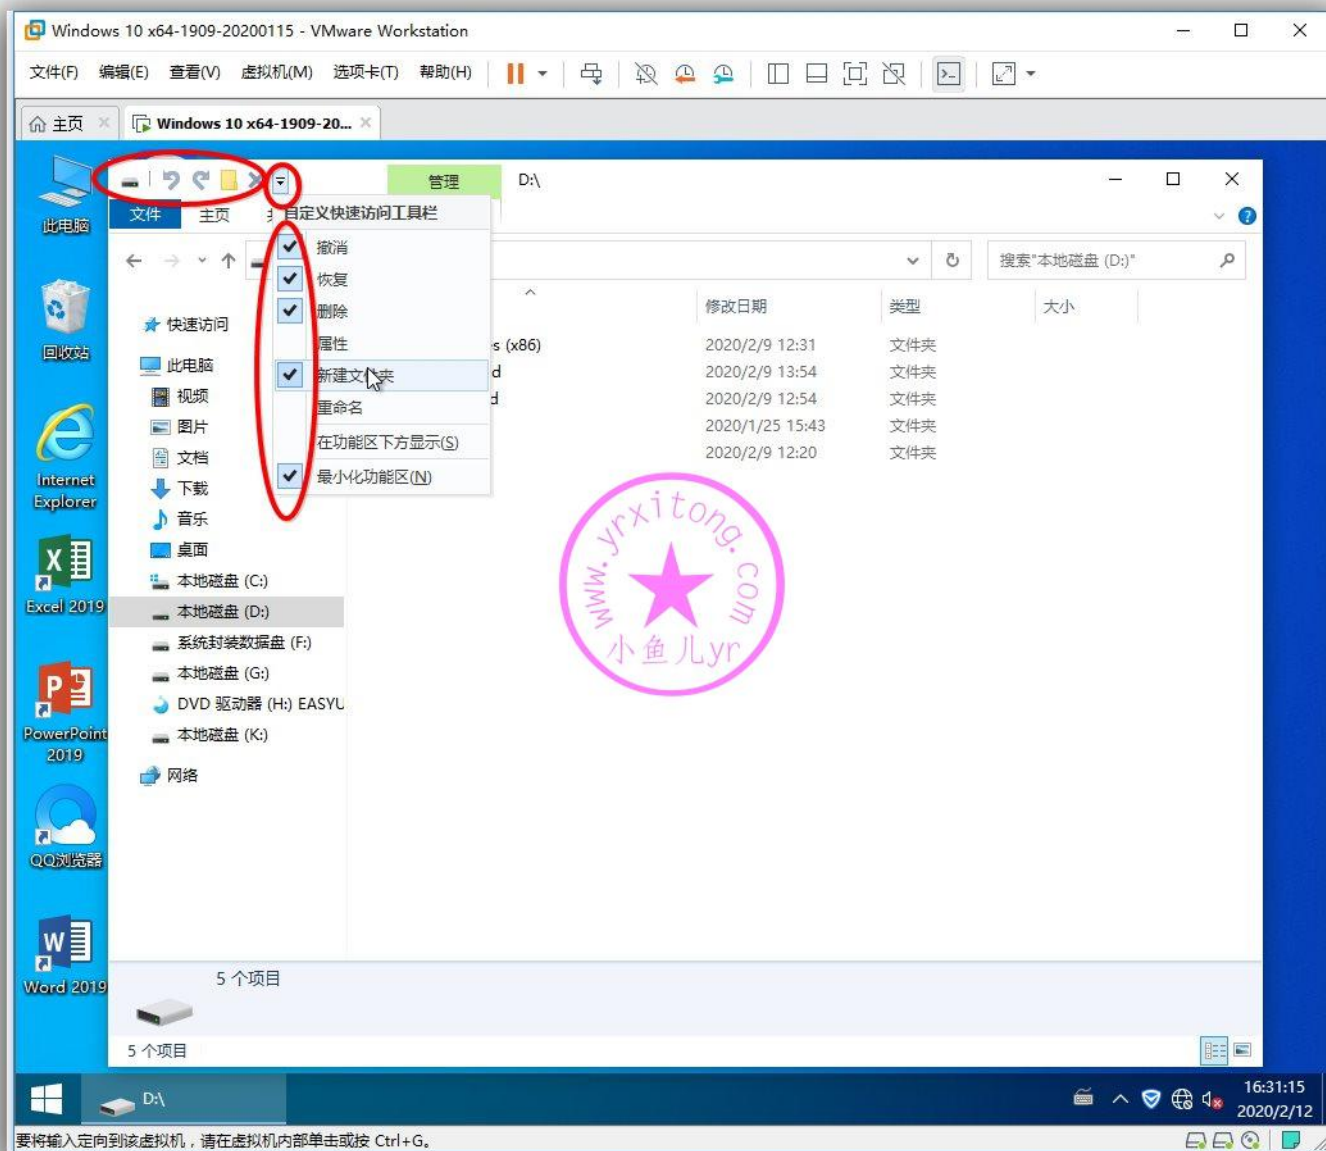 Windows 10 x64-1909-20200115 - VMware Workstation
文件(F) 编辑(E) 查看(V) 虚拟机(M) 选项卡(T) 帮助(H)
主页 Windows 10 x64-1909-20...
管理 D:\
文件 主页
自定义快速访问工具栏
撤消
恢复
删除
属性
新建文件夹
重命名
在功能区下方显示(S)
最小化功能区(N)
搜索"本地磁盘 (D:)"
修改日期 类型 大小
s (x86) 2020/2/9 12:31 文件夹
d 2020/2/9 13:54 文件夹
d 2020/2/9 12:54 文件夹
2020/1/25 15:43 文件夹
2020/2/9 12:20 文件夹
快速访问
此电脑
视频
图片
文档
下载
音乐
桌面
本地磁盘 (C:)
本地磁盘 (D:)
系统封装数据盘 (F:)
本地磁盘 (G:)
DVD 驱动器 (H:) EASYU
本地磁盘 (K:)
网络
此电脑
回收站
Internet
Explorer
Excel 2019
PowerPoint
2019
QQ浏览器
Word 2019
www.yrxitong.com
小鱼儿yr
5 个项目
5 个项目
D:\
16:31:15
2020/2/12
要将输入定向到该虚拟机，请在虚拟机内部单击或按 Ctrl+G。